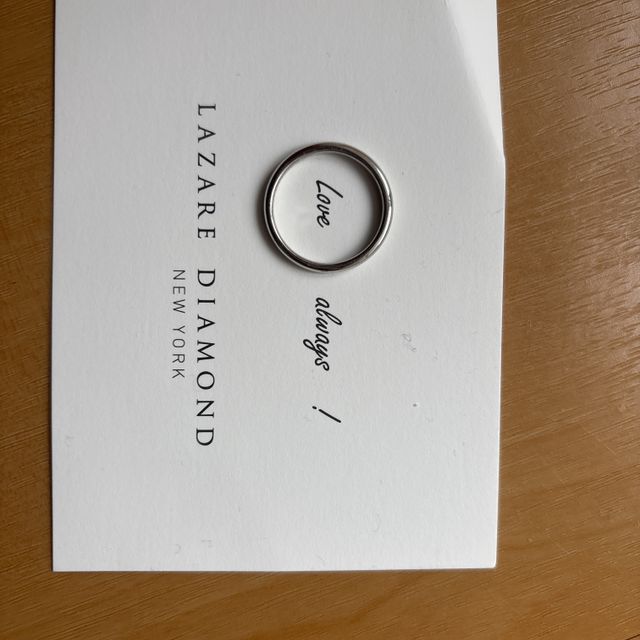 Love always !
LAZARE DIAMOND
NEW YORK